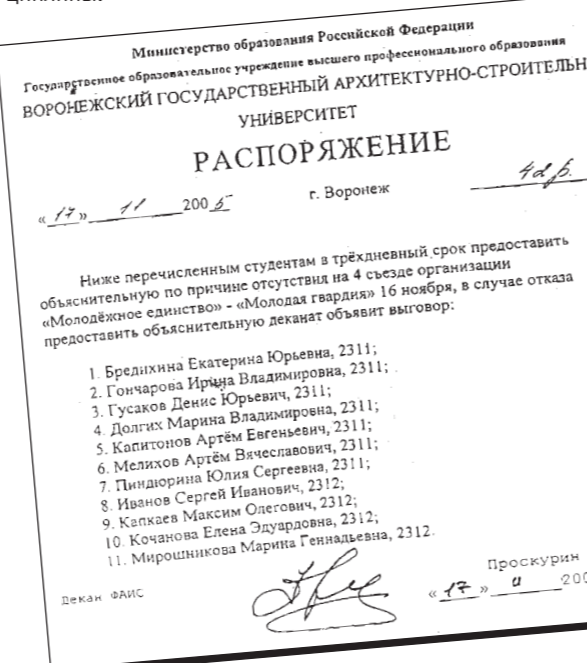 Министерство образования Российской Федерации
Государственное образовательное учреждение высшего профессионального образования
ВОРОНЕЖСКИЙ ГОСУДАРСТВЕННЫЙ АРХИТЕКТУРНО-СТРОИТЕЛЬН
УНИВЕРСИТЕТ
РАСПОРЯЖЕНИЕ
« 17 » 11 200 5 г. Воронеж 42 р.
Ниже перечисленным студентам в трёхдневный срок предоставить
объяснительную по причине отсутствия на 4 съезде организации
«Молодёжное единство» - «Молодая гвардия» 16 ноября, в случае отказа
предоставить объяснительную деканат объявит выговор:
1. Бредихина Екатерина Юрьевна, 2311;
2. Гончарова Ирина Владимировна, 2311;
3. Гусаков Денис Юрьевич, 2311;
4. Долгих Марина Владимировна, 2311;
5. Капитонов Артём Евгеньевич, 2311;
6. Мелихов Артём Вячеславович, 2311;
7. Пиндюрина Юлия Сергеевна, 2311;
8. Иванов Сергей Иванович, 2312;
9. Капкаев Максим Олегович, 2312;
10. Кочанова Елена Эдуардовна, 2312;
11. Мирошникова Марина Геннадьевна, 2312.
Декан ФАИС Проскурин
« 17 » 11 200